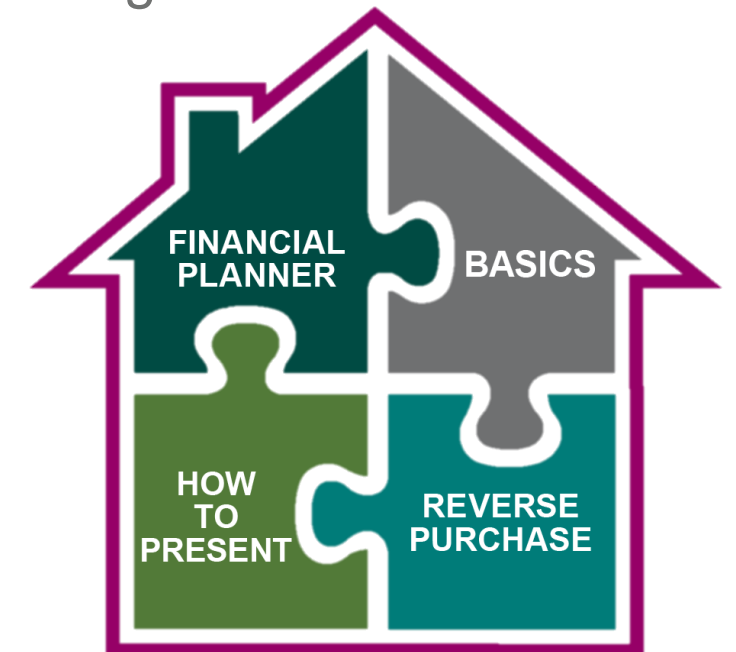 FINANCIAL
PLANNER
BASICS
HOW
TO
PRESENT
REVERSE
PURCHASE